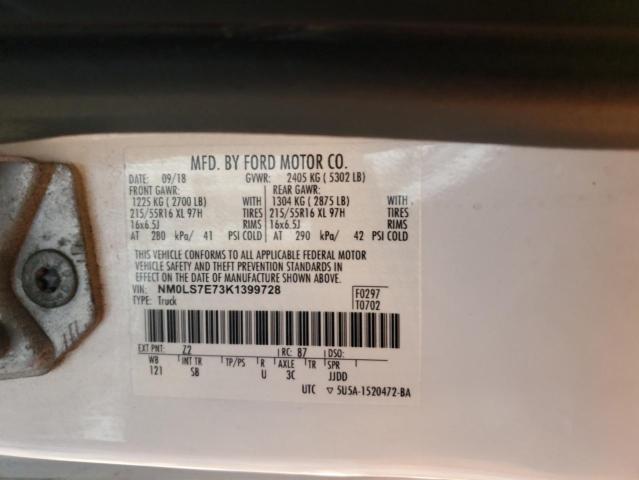 MFD. BY FORD MOTOR CO.
DATE: 09/18 GVWR: 2405 KG ( 5302 LB)
FRONT GAWR: REAR GAWR:
1225 KG ( 2700 LB) WITH 1304 KG ( 2875 LB) WITH
215/55R16 XL 97H TIRES 215/55R16 XL 97H TIRES
16x6.5J RIMS 16x6.5J RIMS
AT 280 kPa/ 41 PSI COLD AT 290 kPa/ 42 PSI COLD
THIS VEHICLE CONFORMS TO ALL APPLICABLE FEDERAL MOTOR
VEHICLE SAFETY AND THEFT PREVENTION STANDARDS IN
EFFECT ON THE DATE OF MANUFACTURE SHOWN ABOVE.
VIN: NM0LS7E73K1399728 F0297
TYPE: Truck T0702
EXT PNT: Z2 RC: 87 DSO:
WB INT TR TP/PS R AXLE TR SPR
121 SB U 3C JJDD
UTC ▽ 5U5A-1520472-BA